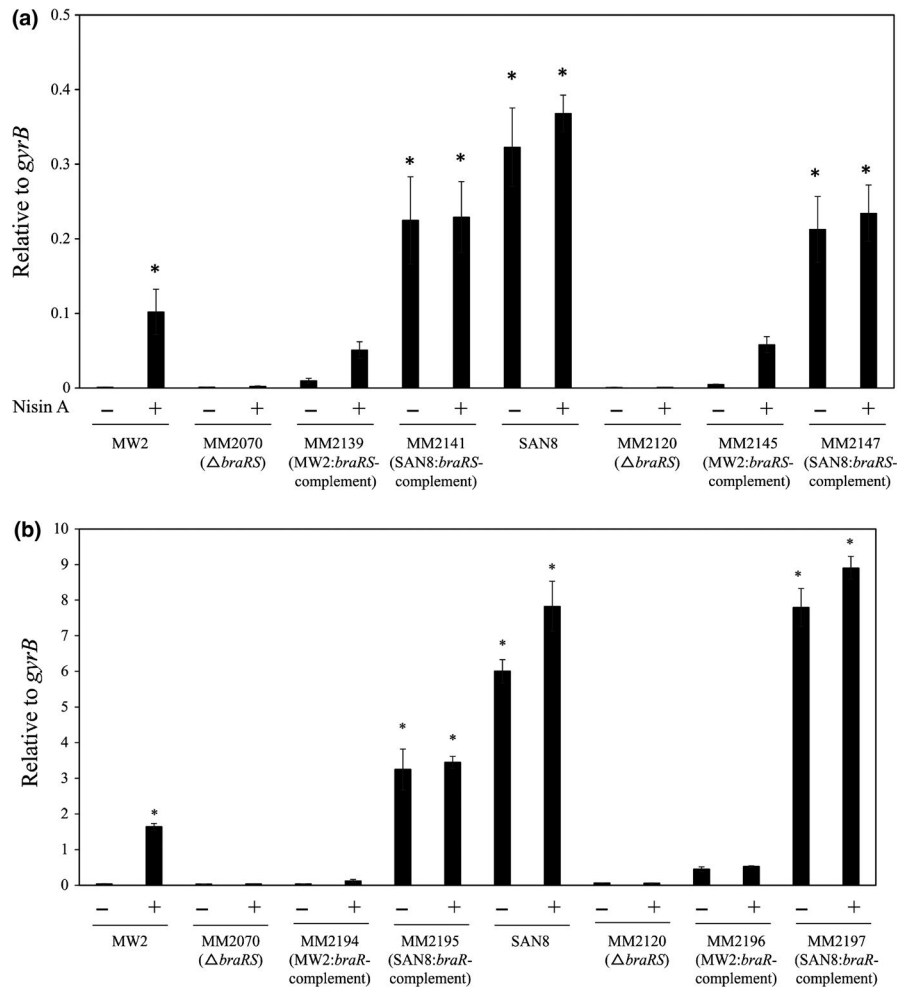 (a)
0.5
0.4
0.3
0.2
0.1
0
Relative to gyrB
* * * * * * *
Nisin A − + − + − + − + − + − + − + − +
MW2 MM2070 MM2139 MM2141 SAN8 MM2120 MM2145 MM2147
(△braRS) (MW2:braRS- (SAN8:braRS- (△braRS) (MW2:braRS- (SAN8:braRS-
complement) complement) complement) complement)
(b)
10
9
8
7
6
5
4
3
2
1
0
Relative to gyrB
* * * * * * *
− + − + − + − + − + − + − + − +
MW2 MM2070 MM2194 MM2195 SAN8 MM2120 MM2196 MM2197
(△braRS) (MW2:braR- (SAN8:braR- (△braRS) (MW2:braR- (SAN8:braR-
complement) complement) complement) complement)